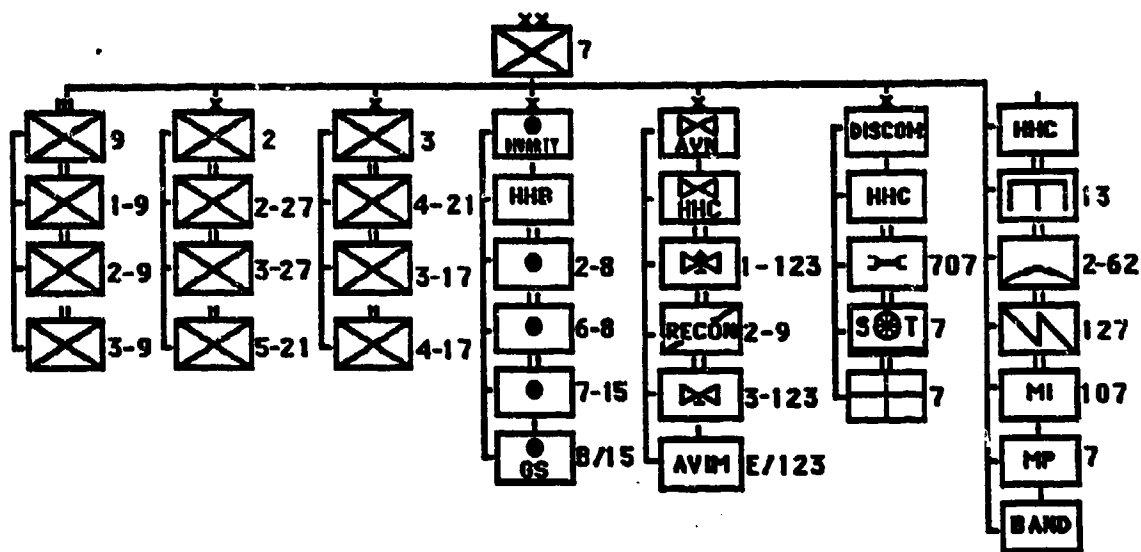 7
9
1-9
2-9
3-9
2
2-27
3-27
5-21
3
4-21
3-17
4-17
DIVARTY
HHB
2-8
6-8
7-15
GS B/15
AVN
HHC
1-123
RECON 2-9
3-123
AVIM E/123
DISCOM
HHC
707
S T 7
7
HHC
13
2-62
127
MI 107
MP 7
BAND